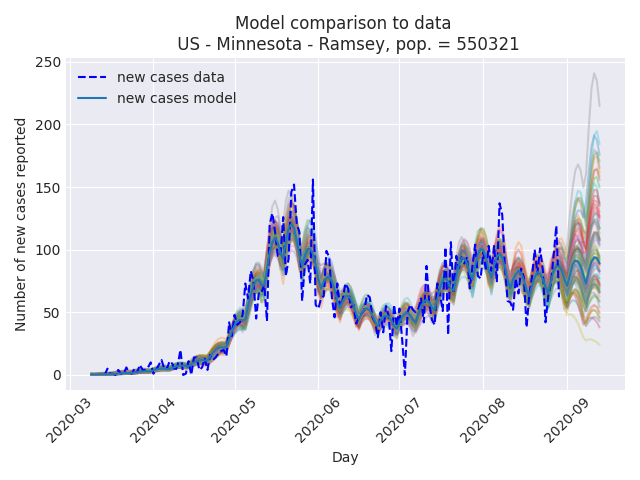 Model comparison to data
US - Minnesota - Ramsey, pop. = 550321
Number of new cases reported
250
200
150
100
50
0
new cases data
new cases model
2020-03
2020-04
2020-05
2020-06
2020-07
2020-08
2020-09
Day